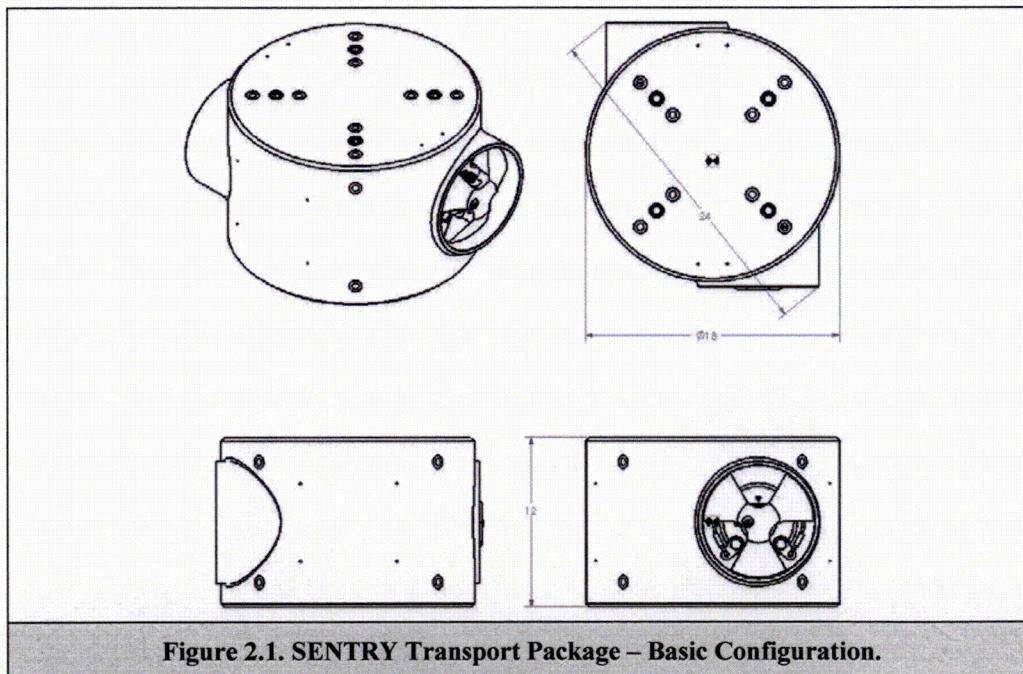 24
Ø18
12
Figure 2.1. SENTRY Transport Package – Basic Configuration.